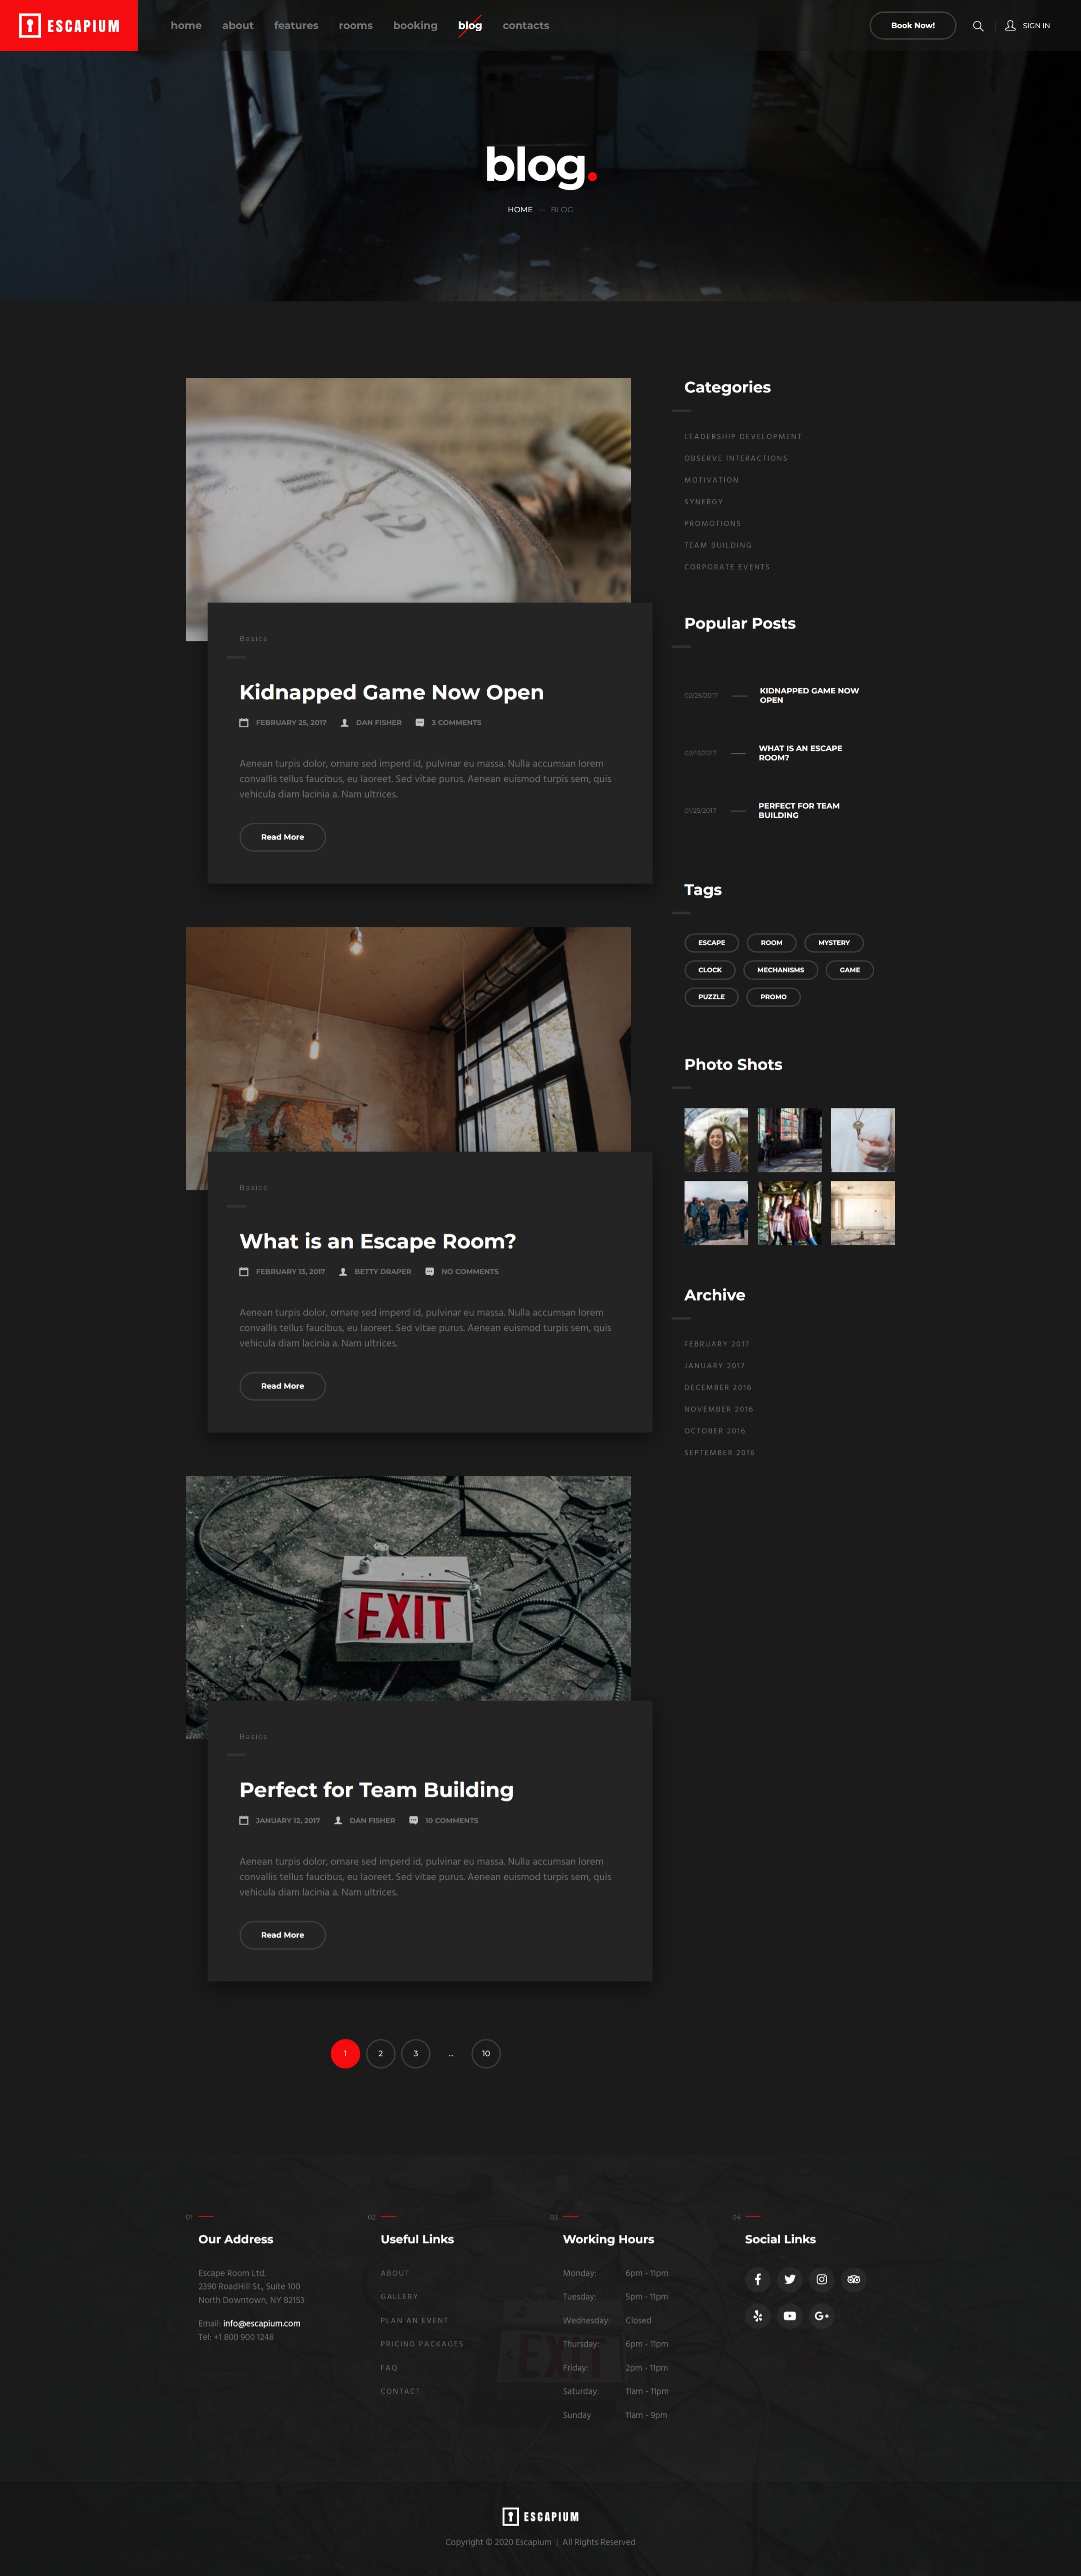 ESCAPIUM
home about features rooms booking blog contacts
Book Now!
SIGN IN
blog.
HOME — BLOG
Basics
Kidnapped Game Now Open
FEBRUARY 25, 2017 DAN FISHER 3 COMMENTS
Aenean turpis dolor, ornare sed imperd id, pulvinar eu massa. Nulla accumsan lorem
convallis tellus faucibus, eu laoreet. Sed vitae purus. Aenean euismod turpis sem, quis
vehicula diam lacinia a. Nam ultrices.
Read More
Basics
What is an Escape Room?
FEBRUARY 13, 2017 BETTY DRAPER NO COMMENTS
Aenean turpis dolor, ornare sed imperd id, pulvinar eu massa. Nulla accumsan lorem
convallis tellus faucibus, eu laoreet. Sed vitae purus. Aenean euismod turpis sem, quis
vehicula diam lacinia a. Nam ultrices.
Read More
EXIT
Basics
Perfect for Team Building
JANUARY 12, 2017 DAN FISHER 10 COMMENTS
Aenean turpis dolor, ornare sed imperd id, pulvinar eu massa. Nulla accumsan lorem
convallis tellus faucibus, eu laoreet. Sed vitae purus. Aenean euismod turpis sem, quis
vehicula diam lacinia a. Nam ultrices.
Read More
1 2 3 ... 10
Categories
LEADERSHIP DEVELOPMENT
OBSERVE INTERACTIONS
MOTIVATION
SYNERGY
PROMOTIONS
TEAM BUILDING
CORPORATE EVENTS
Popular Posts
02/25/2017 KIDNAPPED GAME NOW
OPEN
02/13/2017 WHAT IS AN ESCAPE
ROOM?
01/25/2017 PERFECT FOR TEAM
BUILDING
Tags
ESCAPE ROOM MYSTERY
CLOCK MECHANISMS GAME
PUZZLE PROMO
Photo Shots
Archive
FEBRUARY 2017
JANUARY 2017
DECEMBER 2016
NOVEMBER 2016
OCTOBER 2016
SEPTEMBER 2016
01
Our Address
Escape Room Ltd.
2390 RoadHill St., Suite 100
North Downtown, NY 82153
Email: info@escapium.com
Tel: +1 800 900 1248
02
Useful Links
ABOUT
GALLERY
PLAN AN EVENT
PRICING PACKAGES
FAQ
CONTACT
03
Working Hours
Monday: 6pm - 11pm
Tuesday: 5pm - 11pm
Wednesday: Closed
Thursday: 6pm - 11pm
Friday: 2pm - 11pm
Saturday: 11am - 11pm
Sunday 11am - 9pm
EXIT
04
Social Links
ESCAPIUM
Copyright © 2020 Escapium | All Rights Reserved